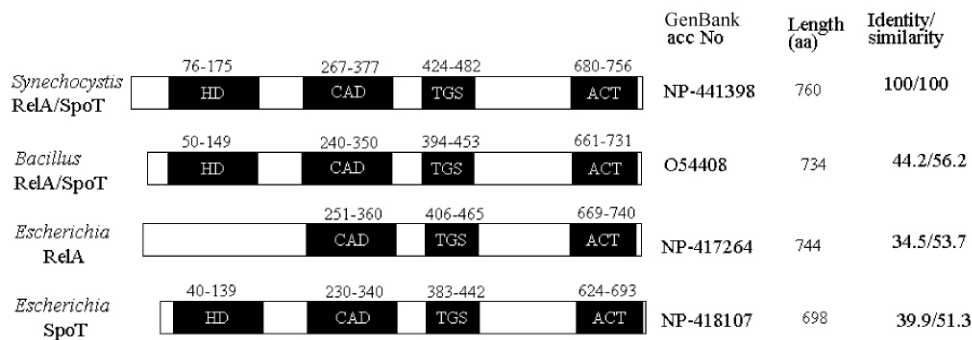 GenBank acc No Length (aa) Identity/ similarity
76-175 267-377 424-482 680-756
Synechocystis RelA/SpoT HD CAD TGS ACT NP-441398 760 100/100
50-149 240-350 394-453 661-731
Bacillus RelA/SpoT HD CAD TGS ACT O54408 734 44.2/56.2
251-360 406-465 669-740
Escherichia RelA CAD TGS ACT NP-417264 744 34.5/53.7
40-139 230-340 383-442 624-693
Escherichia SpoT HD CAD TGS ACT NP-418107 698 39.9/51.3